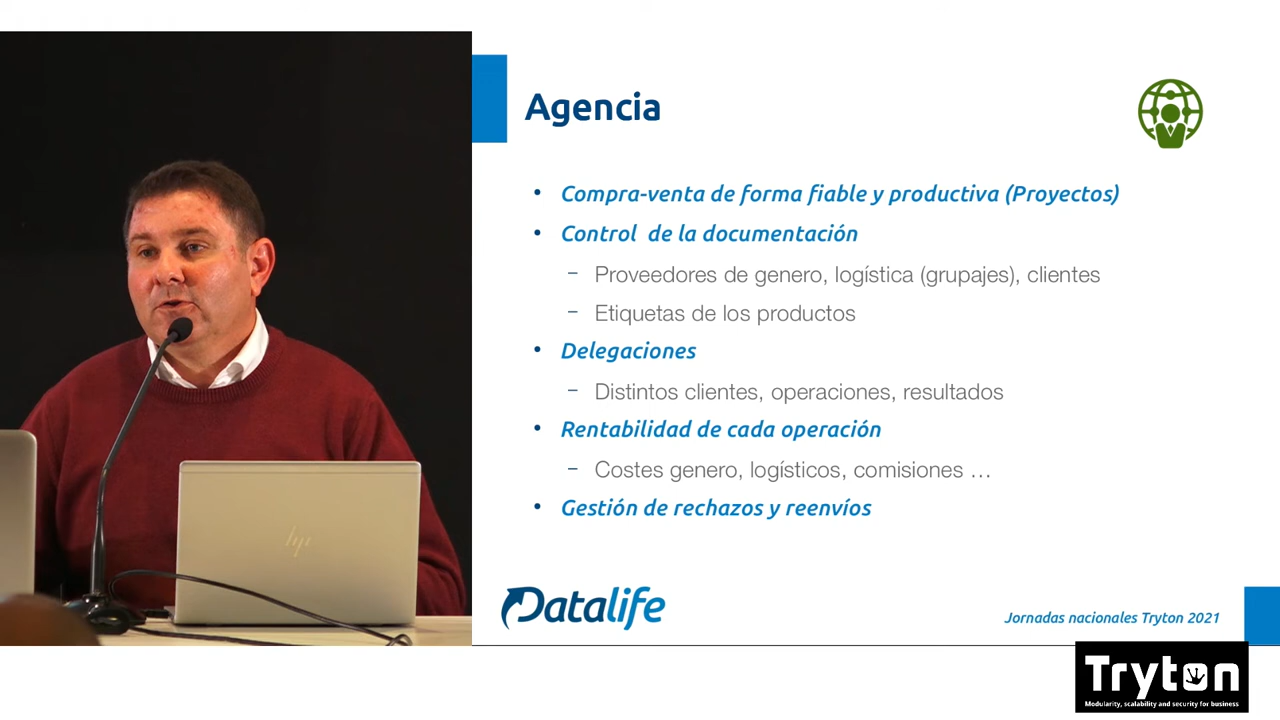 Agencia
• Compra-venta de forma fiable y productiva (Proyectos)
• Control de la documentación
– Proveedores de genero, logística (grupajes), clientes
– Etiquetas de los productos
• Delegaciones
– Distintos clientes, operaciones, resultados
• Rentabilidad de cada operación
– Costes genero, logísticos, comisiones …
• Gestión de rechazos y reenvíos
hp
Datalife
Jornadas nacionales Tryton 2021
Tryton
Modularity, scalability and security for business